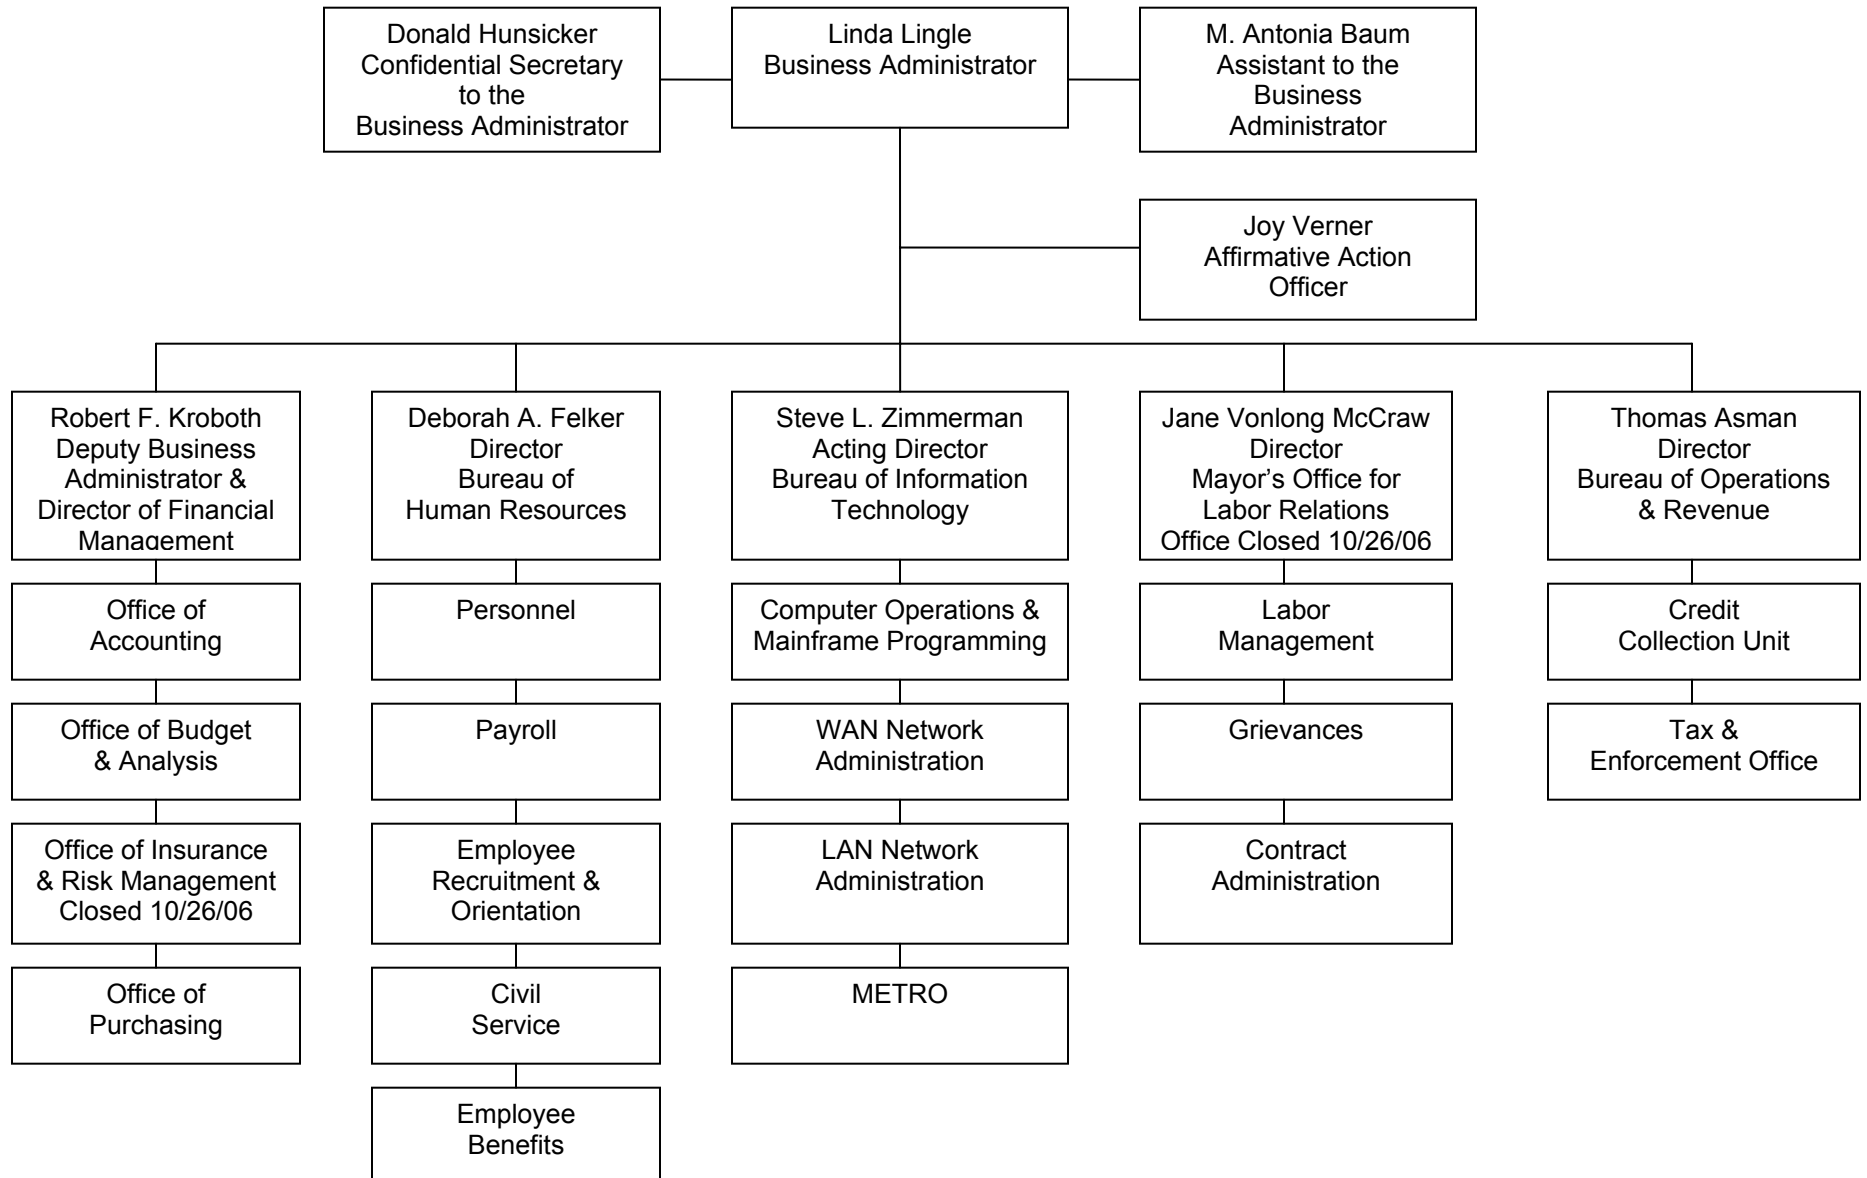 Donald Hunsicker
Confidential Secretary
to the
Business Administrator
Linda Lingle
Business Administrator
M. Antonia Baum
Assistant to the
Business
Administrator
Joy Verner
Affirmative Action
Officer
Robert F. Kroboth
Deputy Business
Administrator &
Director of Financial
Management
Deborah A. Felker
Director
Bureau of
Human Resources
Steve L. Zimmerman
Acting Director
Bureau of Information
Technology
Jane Vonlong McCraw
Director
Mayor’s Office for
Labor Relations
Office Closed 10/26/06
Thomas Asman
Director
Bureau of Operations
& Revenue
Office of
Accounting
Personnel
Computer Operations &
Mainframe Programming
Labor
Management
Credit
Collection Unit
Office of Budget
& Analysis
Payroll
WAN Network
Administration
Grievances
Tax &
Enforcement Office
Office of Insurance
& Risk Management
Closed 10/26/06
Employee
Recruitment &
Orientation
LAN Network
Administration
Contract
Administration
Office of
Purchasing
Civil
Service
METRO
Employee
Benefits